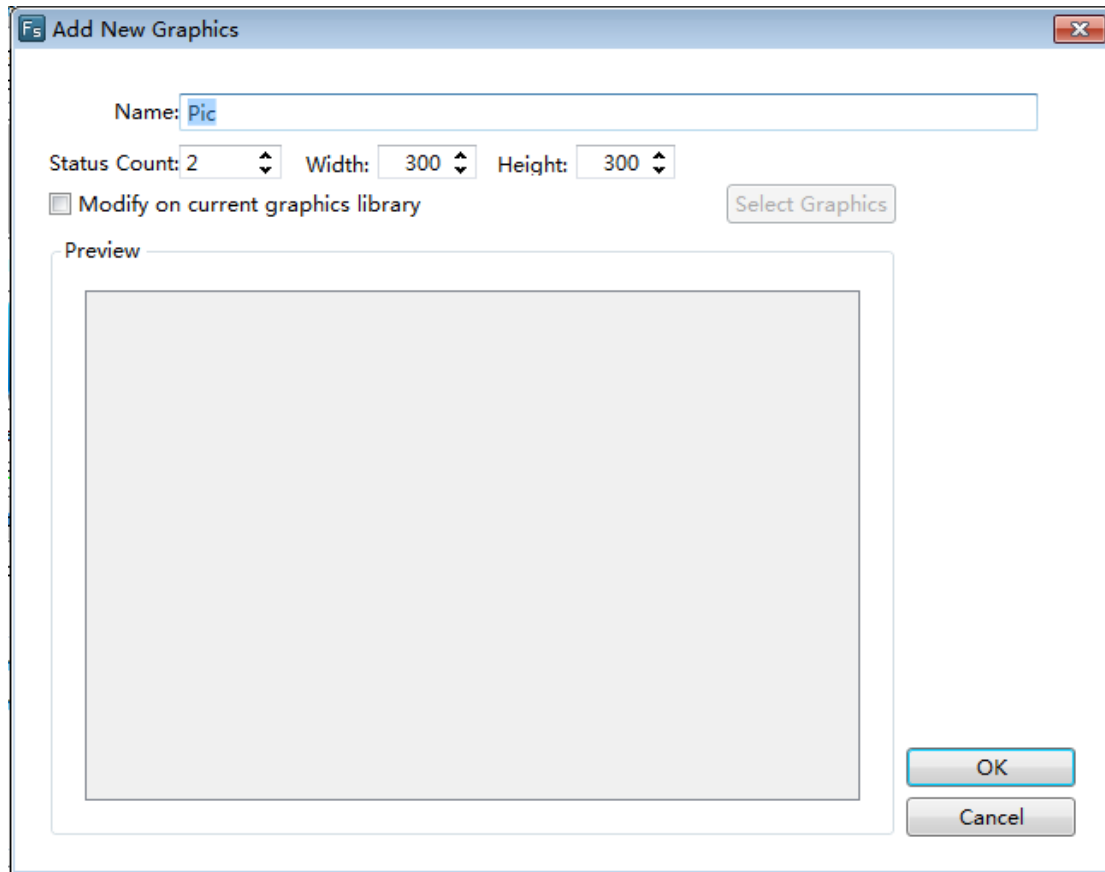 Fs Add New Graphics
Name: Pic
Status Count: 2 Width: 300 Height: 300
Modify on current graphics library Select Graphics
Preview
OK
Cancel